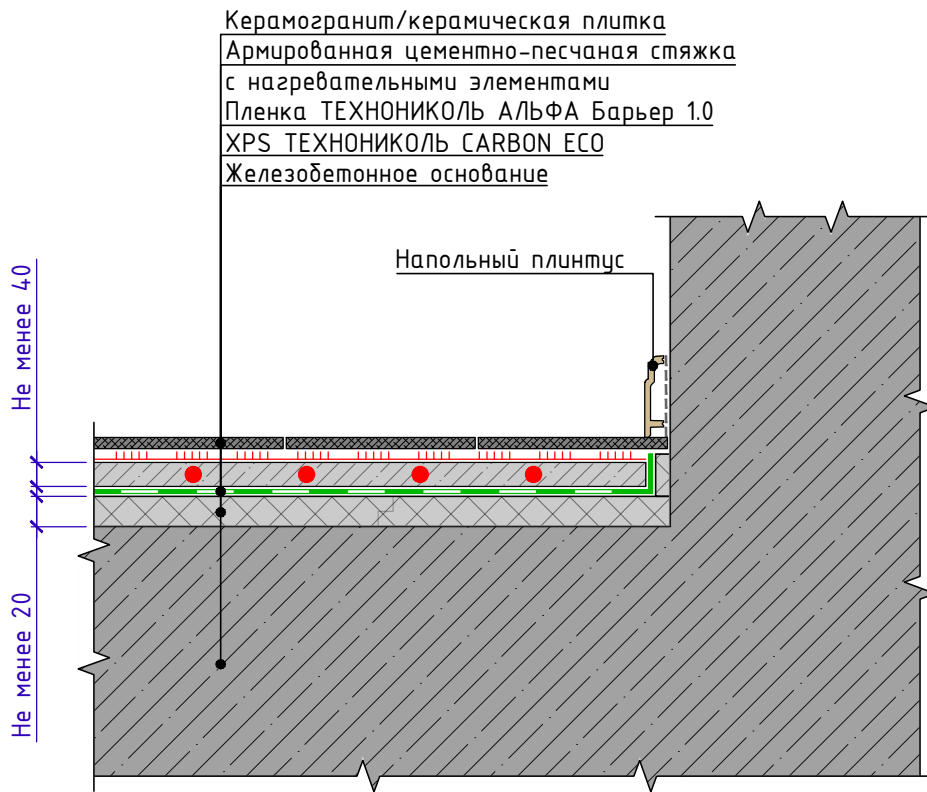 Керамогранит/керамическая плитка
Армированная цементно-песчаная стяжка
с нагревательными элементами
Пленка ТЕХНОНИКОЛЬ АЛЬФА Барьер 1.0
XPS ТЕХНОНИКОЛЬ CARBON ECO
Железобетонное основание
Напольный плинтус
Не менее 40
Не менее 20